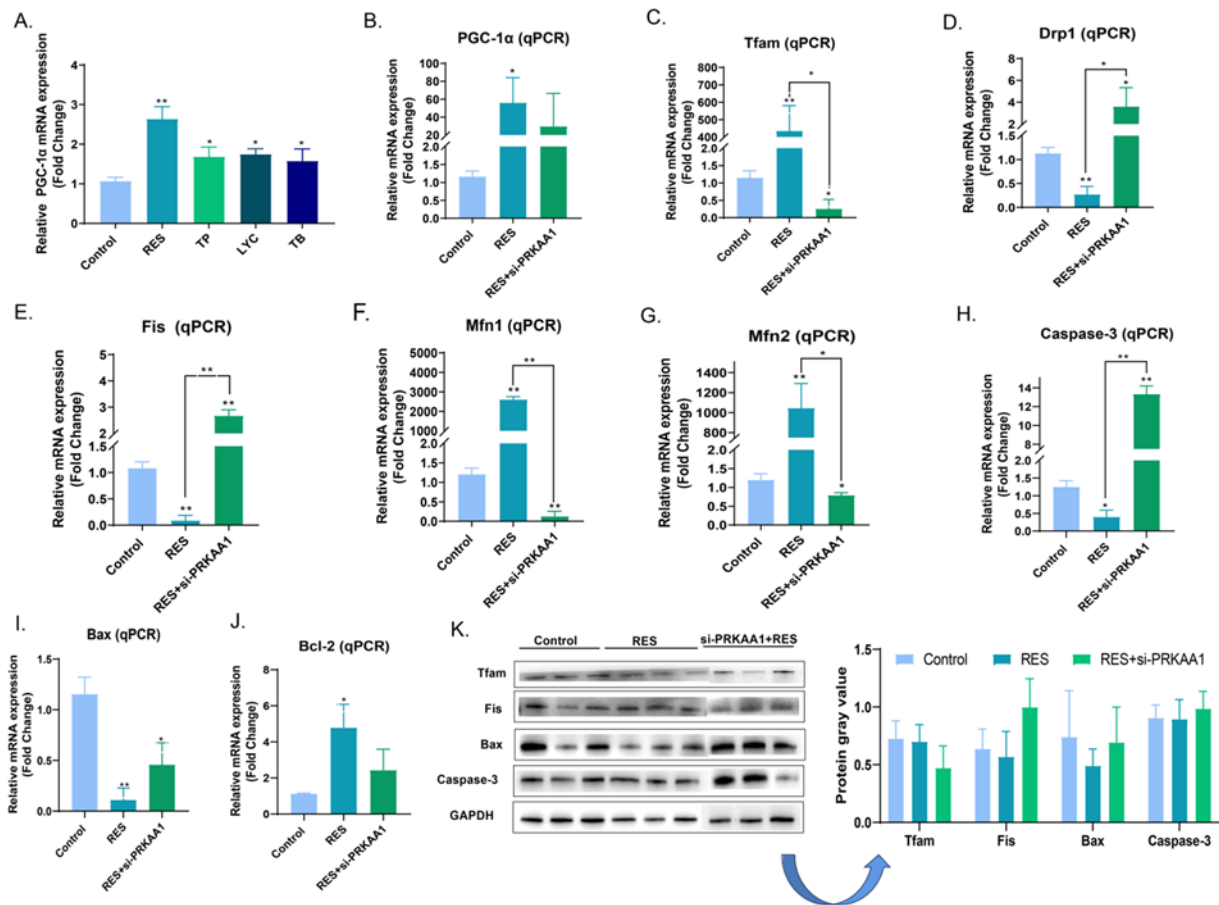 A.
Relative PGC-1α mRNA expression
(Fold Change)
4
3
2
1
0
** * * *
Control RES TP LYC TB
B.
PGC-1α (qPCR)
Relative mRNA expression
(Fold Change)
100
80
60
40
20
2.0
1.5
1.0
0.5
0.0
*
Control RES RES+si-PRKAA1
C.
Tfam (qPCR)
Relative mRNA expression
(Fold Change)
800
700
600
500
400
300
2.0
1.5
1.0
0.5
0.0
*
** *
Control RES RES+si-PRKAA1
D.
Drp1 (qPCR)
Relative mRNA expression
(Fold Change)
8
6
4
2
1.5
1.0
0.5
0.0
*
** *
Control RES RES+si-PRKAA1
E.
Fis (qPCR)
Relative mRNA expression
(Fold Change)
5
4
3
2
1.5
1.0
0.5
0.0
**
** **
Control RES RES+si-PRKAA1
F.
Mfn1 (qPCR)
Relative mRNA expression
(Fold Change)
5000
4000
3000
2000
2.0
1.5
1.0
0.5
0.0
**
** **
Control RES RES+si-PRKAA1
G.
Mfn2 (qPCR)
Relative mRNA expression
(Fold Change)
1400
1200
1000
800
2.0
1.5
1.0
0.5
0.0
*
** *
Control RES RES+si-PRKAA1
H.
Caspase-3 (qPCR)
Relative mRNA expression
(Fold Change)
14
12
10
8
2.0
1.5
1.0
0.5
0.0
**
* **
Control RES RES+si-PRKAA1
I.
Bax (qPCR)
Relative mRNA expression
(Fold Change)
1.5
1.0
0.5
0.0
** *
Control RES RES+si-PRKAA1
J.
Bcl-2 (qPCR)
Relative mRNA expression
(Fold Change)
8
6
4
2
0
*
Control RES RES+si-PRKAA1
K.
Control RES si-PRKAA1+RES
Tfam
Fis
Bax
Caspase-3
GAPDH
Control RES RES+si-PRKAA1
Protein gray value
1.5
1.0
0.5
0.0
Tfam Fis Bax Caspase-3